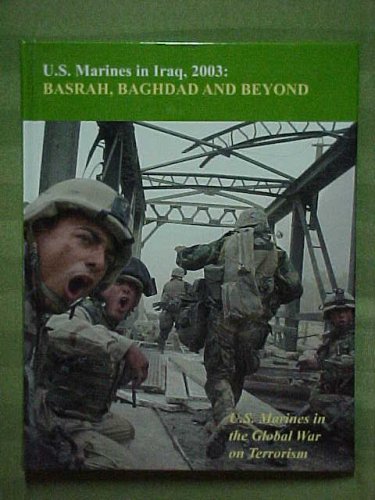 U.S. Marines in Iraq, 2003:
BASRAH, BAGHDAD AND BEYOND
U.S. Marines in
the Global War
on Terrorism